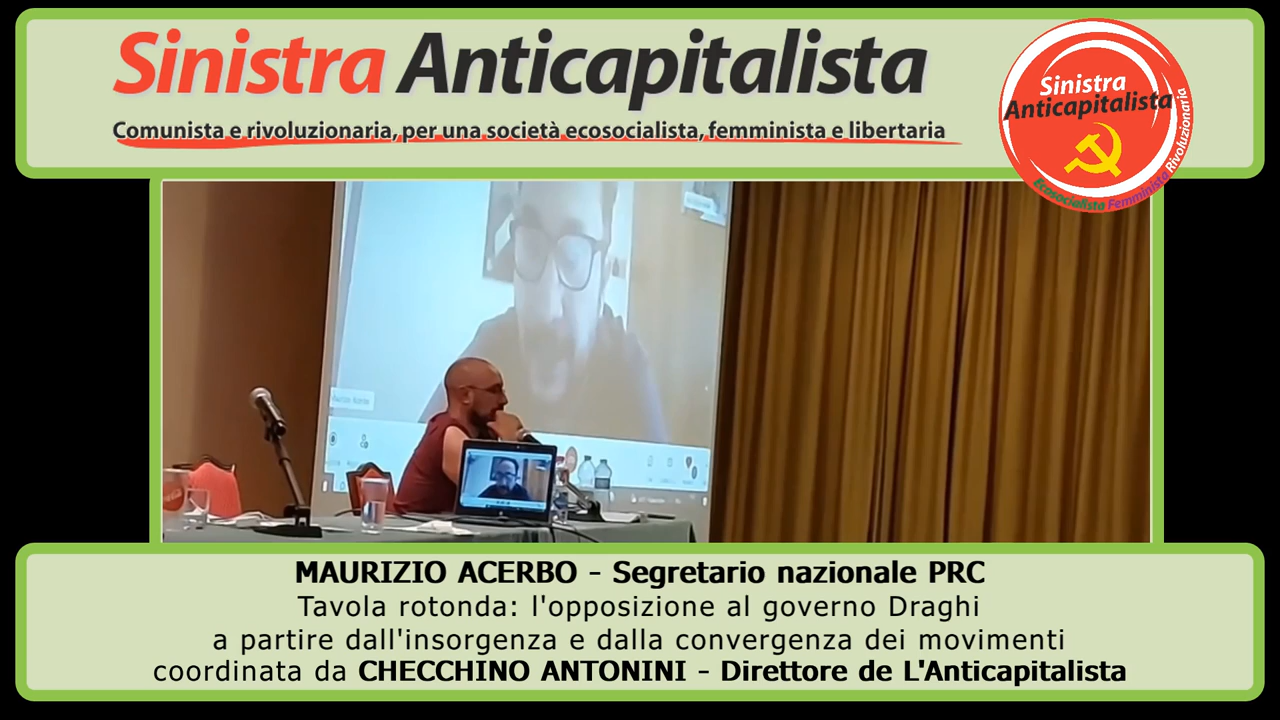 Sinistra Anticapitalista
Comunista e rivoluzionaria, per una società ecosocialista, femminista e libertaria
Sinistra
Anticapitalista
Ecosocialista Femminista Rivoluzionaria
MAURIZIO ACERBO - Segretario nazionale PRC
Tavola rotonda: l'opposizione al governo Draghi
a partire dall'insorgenza e dalla convergenza dei movimenti
coordinata da CHECCHINO ANTONINI - Direttore de L'Anticapitalista